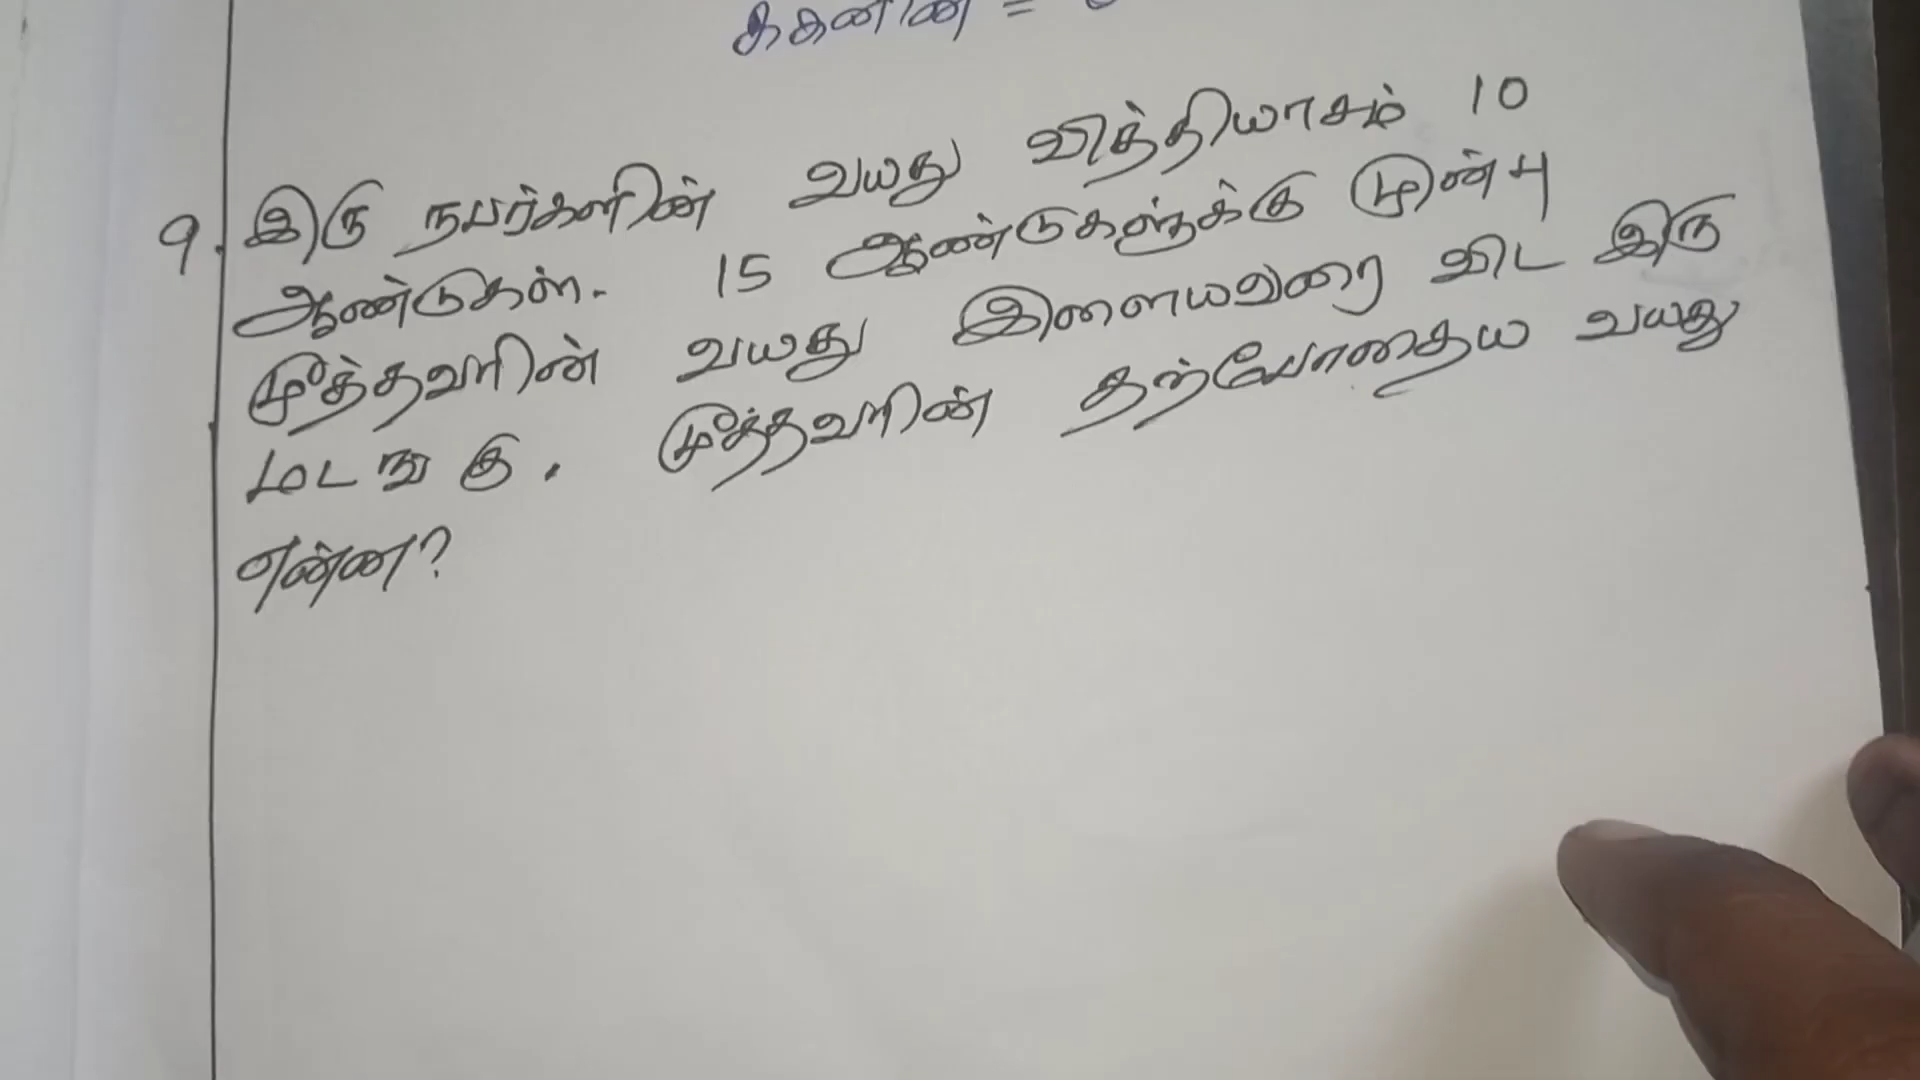 9. இரு நபர்களின் வயது வித்தியாசம் 10
ஆண்டுகள். 15 ஆண்டுகளுக்கு முன்பு
மூத்தவரின் வயது இளையவரை விட இரு
மடங்கு. மூத்தவரின் தற்போதைய வயது
என்ன?